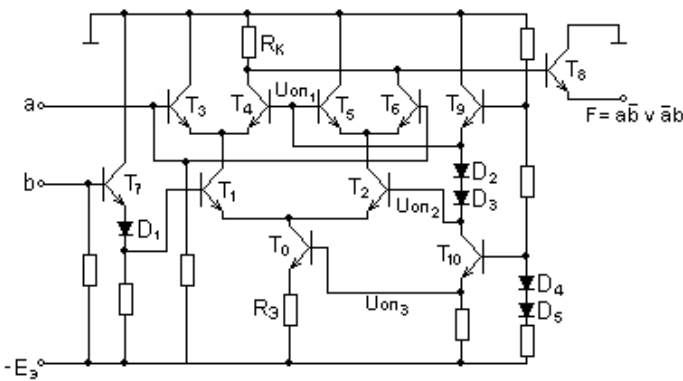 Rк
T₃
T₄
Uоп₁
T₅
T₆
T₉
T₈
a
F = ab̄ v āb
b
T₇
D₁
T₁
T₂
Uоп₂
D₂
D₃
T₀
T₁₀
D₄
D₅
Rэ
Uоп₃
-Eэ